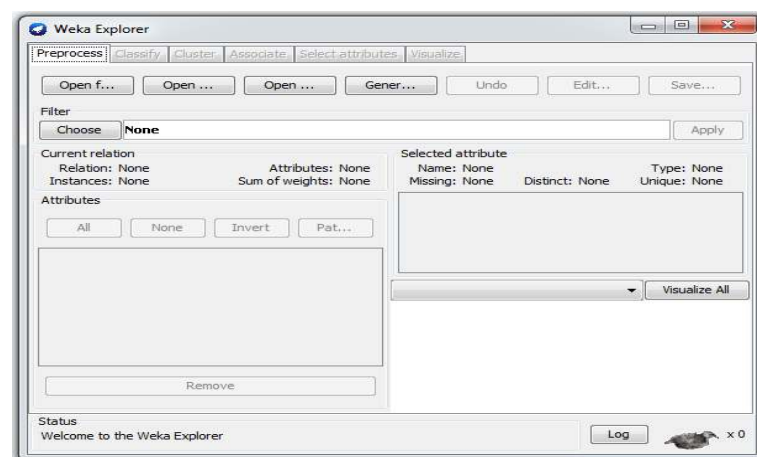 Weka Explorer
Preprocess Classify Cluster Associate Select attributes Visualize
Open f... Open ... Open ... Gener... Undo Edit... Save...
Filter
Choose None Apply
Current relation
Relation: None Attributes: None
Instances: None Sum of weights: None
Attributes
All None Invert Pat...
Remove
Selected attribute
Name: None Type: None
Missing: None Distinct: None Unique: None
Visualize All
Status
Welcome to the Weka Explorer
Log x 0